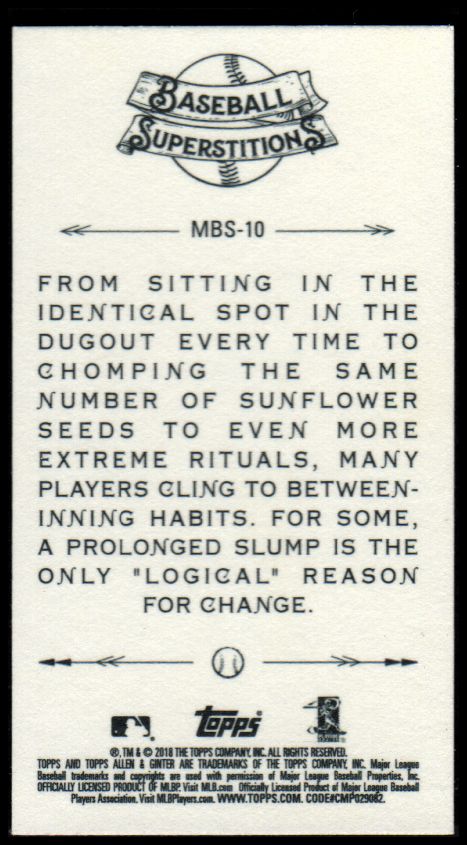 BASEBALL
SUPERSTITIONS
MBS-10
FROM SITTING IN THE
IDENTICAL SPOT IN THE
DUGOUT EVERY TIME TO
CHOMPING THE SAME
NUMBER OF SUNFLOWER
SEEDS TO EVEN MORE
EXTREME RITUALS, MANY
PLAYERS CLING TO BETWEEN-
INNING HABITS. FOR SOME,
A PROLONGED SLUMP IS THE
ONLY "LOGICAL" REASON
FOR CHANGE.
Topps
®, TM & © 2018 THE TOPPS COMPANY, INC. ALL RIGHTS RESERVED.
TOPPS AND TOPPS ALLEN & GINTER ARE TRADEMARKS OF THE TOPPS COMPANY, INC. Major League
Baseball trademarks and copyrights are used with permission of Major League Baseball Properties, Inc.
OFFICIALLY LICENSED PRODUCT OF MLBP. Visit MLB.com Officially Licensed Product of Major League Baseball
Players Association. Visit MLBPlayers.com. WWW.TOPPS.COM. CODE#CMP029082.